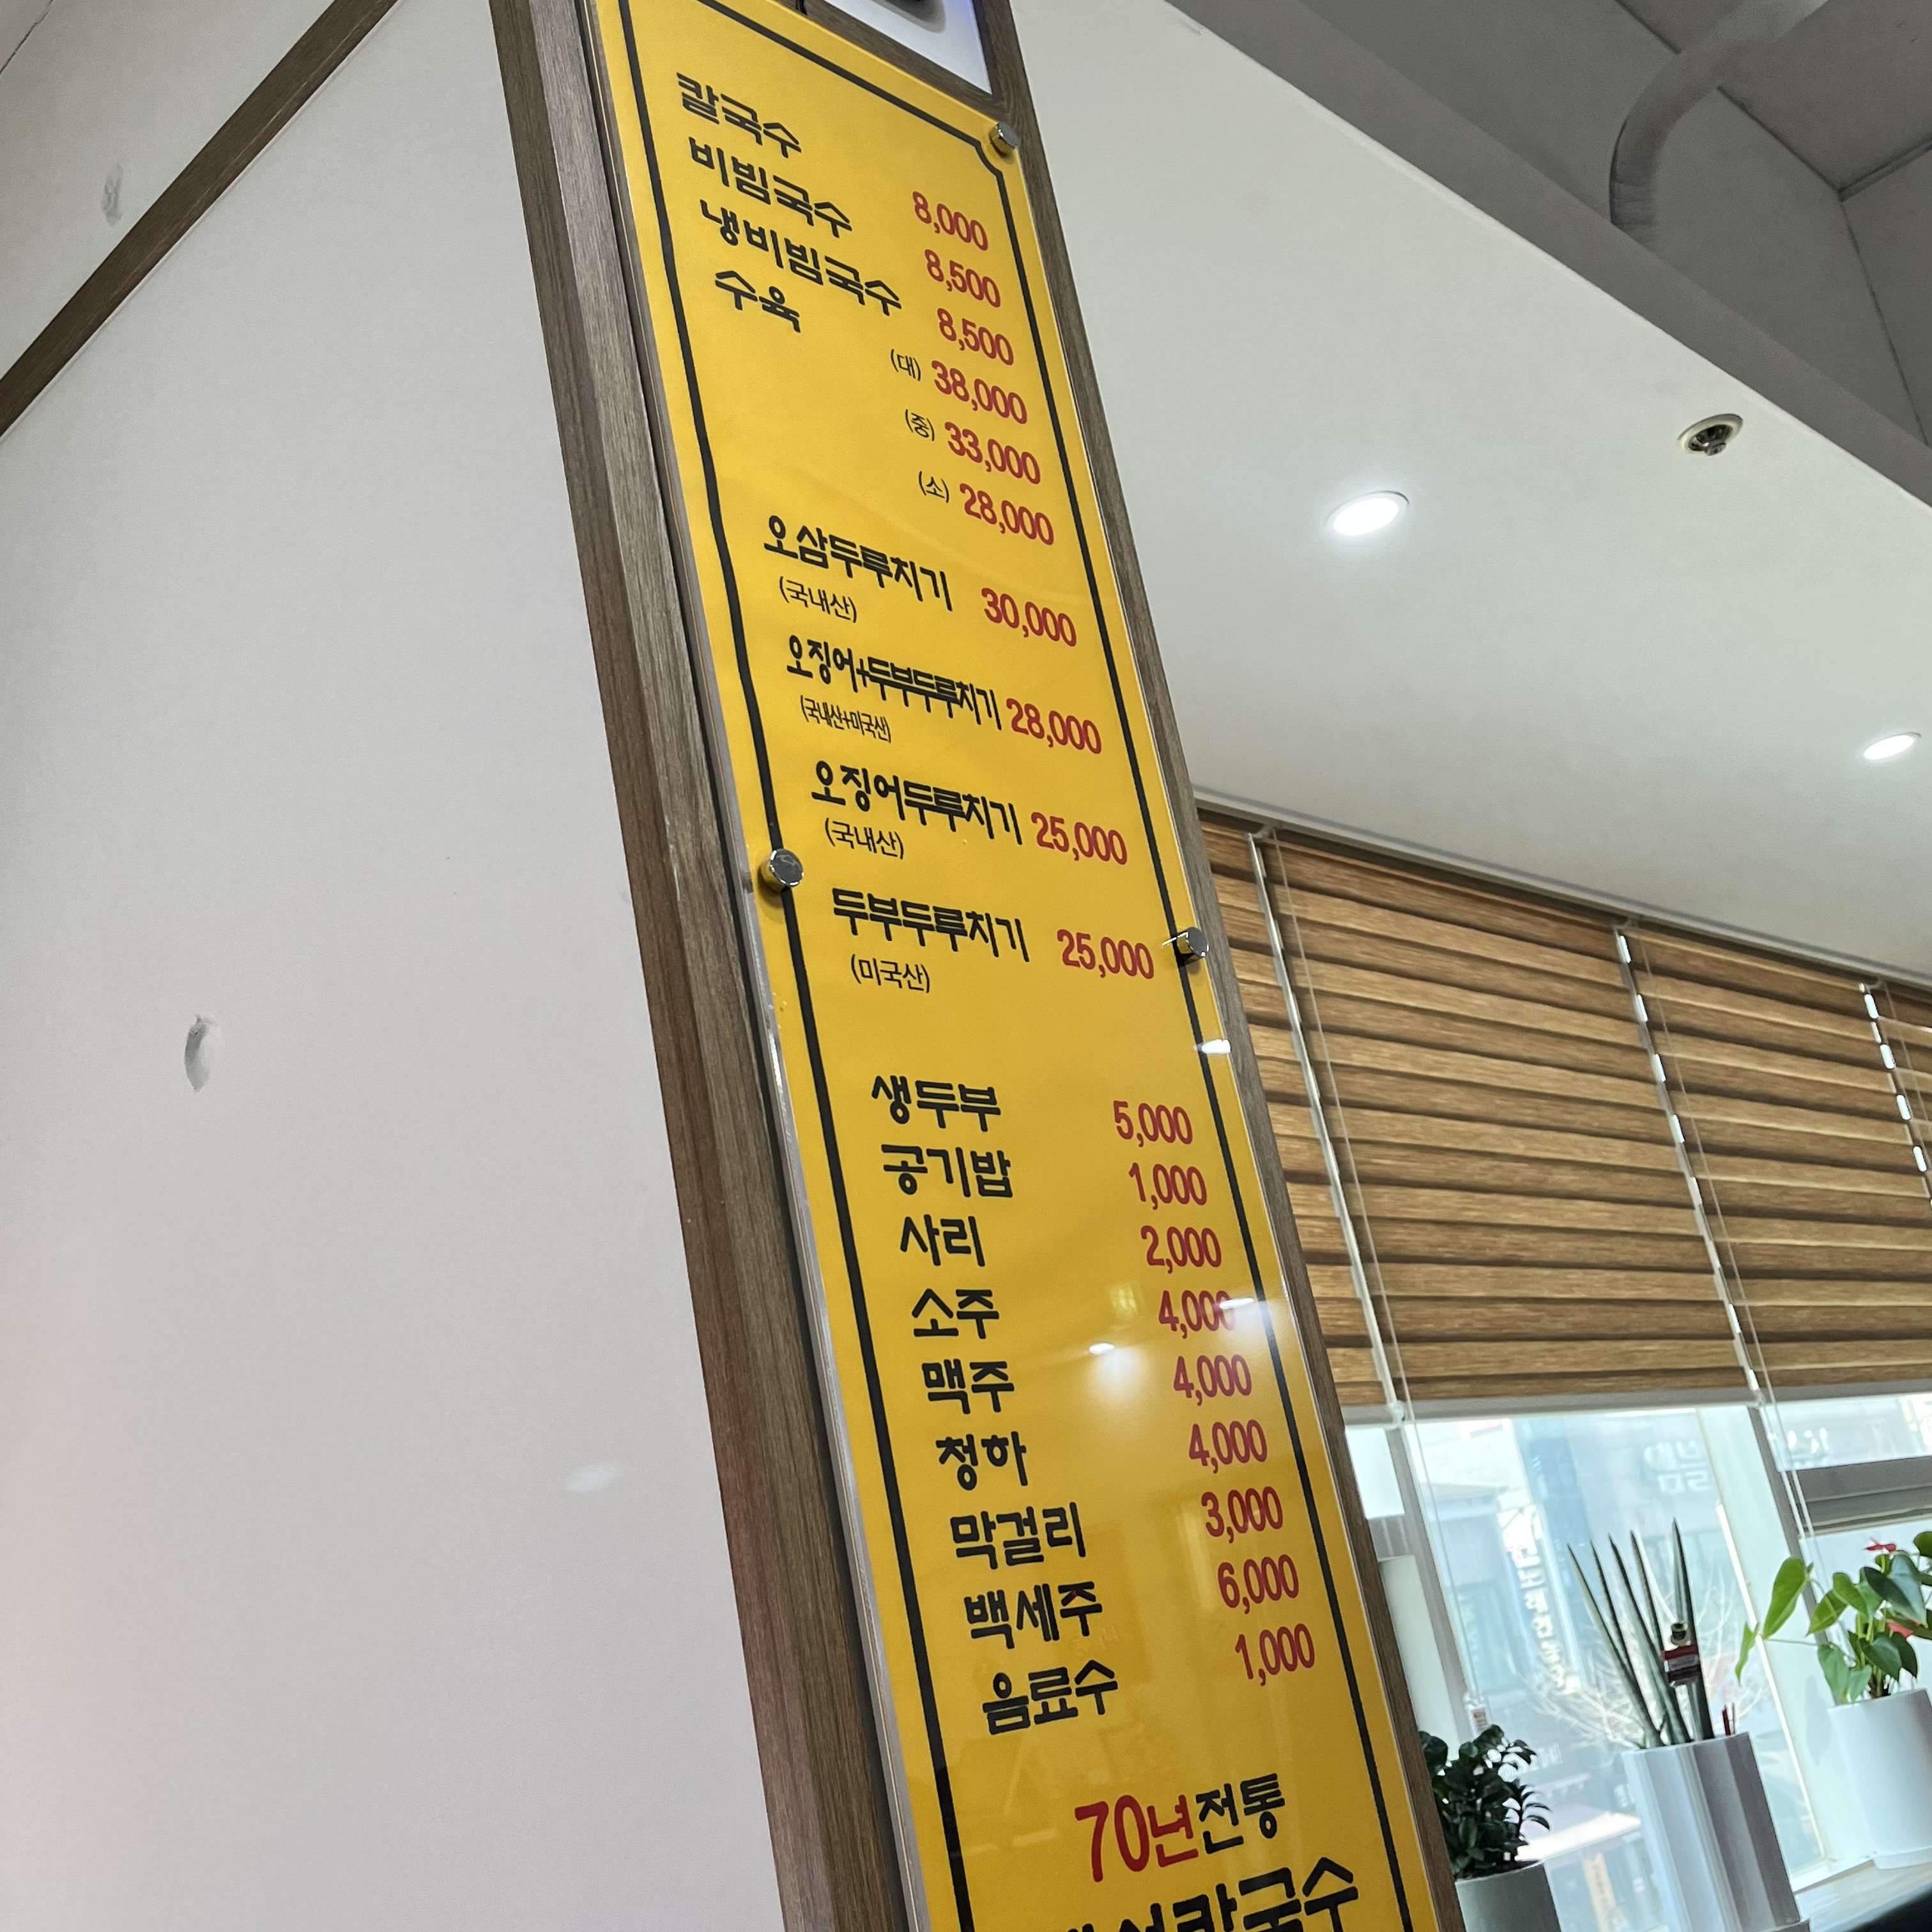 칼국수 8,000
비빔국수 8,500
냉비빔국수 8,500
수육 (대) 38,000
(중) 33,000
(소) 28,000
오삼두루치기 30,000
(국내산)
오징어+두부두루치기 28,000
(국내산+미국산)
오징어두루치기 25,000
(국내산)
두부두루치기 25,000
(미국산)
생두부 5,000
공기밥 1,000
사리 2,000
소주 4,000
맥주 4,000
청하 4,000
막걸리 3,000
백세주 6,000
음료수 1,000
70년전통
칼국수